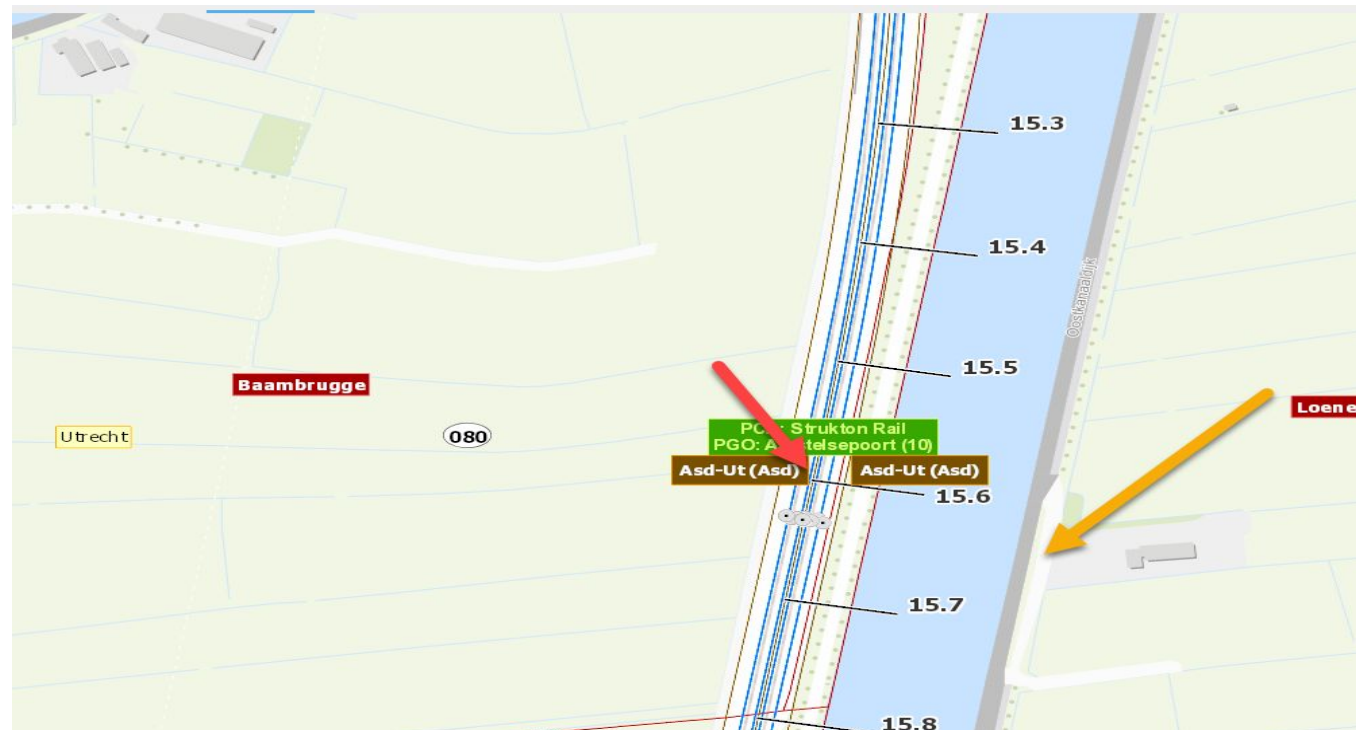 15.3
15.4
Oostkanaaldijk
15.5
Baambrugge
Loene
Utrecht
080
Strukton Rail
PGO: A telsepoort (10)
Asd-Ut (Asd)
Asd-Ut (Asd)
15.6
15.7
15.8